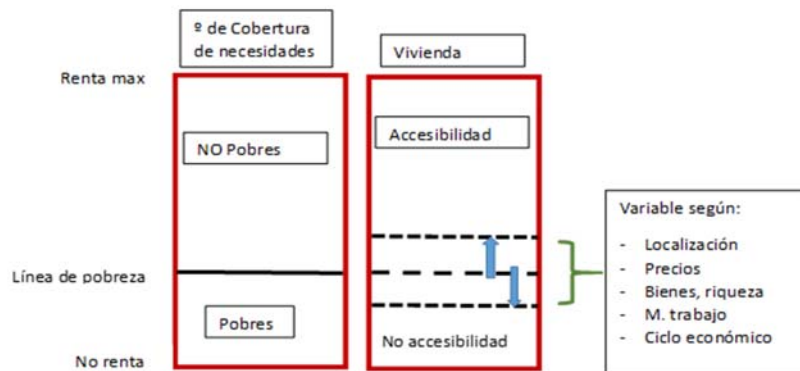 º de Cobertura
de necesidades
Vivienda
Renta max
NO Pobres
Accesibilidad
Variable según:
- Localización
- Precios
- Bienes, riqueza
- M. trabajo
- Ciclo económico
Línea de pobreza
Pobres
No accesibilidad
No renta